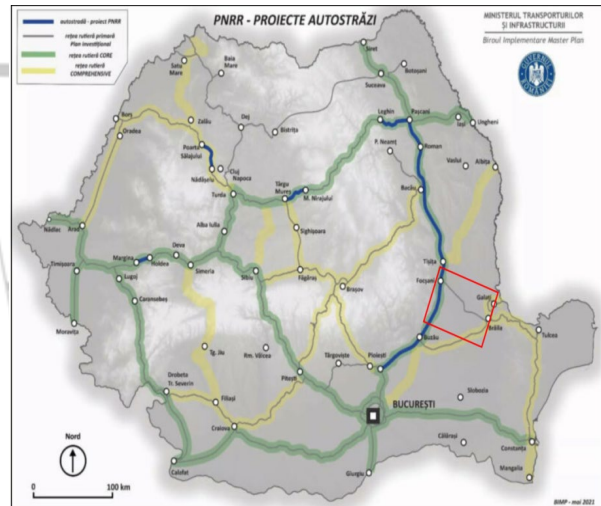 PNRR - PROIECTE AUTOSTRĂZI
MINISTERUL TRANSPORTURILOR
ȘI INFRASTRUCTURII
Biroul Implementare Master Plan
GUVERNUL ROMÂNIEI
autostradă - proiect PNRR
rețea rutieră primară
Plan investițional
rețea rutieră CORE
rețea rutieră
COMPREHENSIVE
Siret
Satu
Mare
Baia
Mare
Botoșani
Suceava
Leghin
Pașcani
Iași
Ungheni
Borș
Oradea
Zalău
Dej
Bistrița
P. Neamț
Roman
Poarta
Sălajului
Nădășelu
Cluj
Napoca
Vaslui
Albița
Turda
Târgu
Mureș
M. Nirajului
Bacău
Nădlac
Arad
Alba Iulia
Sighișoara
Timișoara
Margina
Holdea
Deva
Simeria
Sibiu
Făgăraș
Brașov
Tișița
Focșani
Galați
Brăila
Lugoj
Caransebeș
Moravița
Tulcea
Buzău
Tg. Jiu
Rm. Vâlcea
Târgoviște
Ploiești
Pitești
Drobeta
Tr. Severin
Filiași
BUCUREȘTI
Slobozia
Craiova
Călărași
Constanța
Mangalia
Calafat
Giurgiu
Nord
0
100 km
BIMP - mai 2021